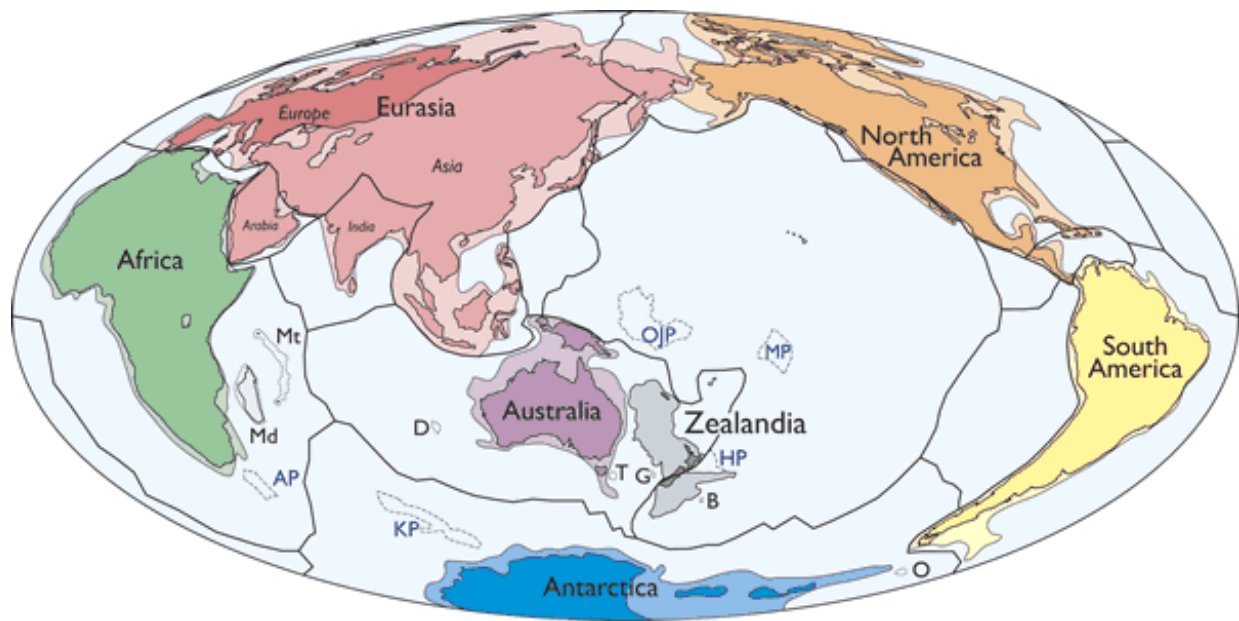 Europe
Eurasia
North
America
Asia
Arabia
India
Africa
Mt
OJP
MP
South
America
Australia
Zealandia
D
Md
AP
T
G
HP
B
KP
O
Antarctica